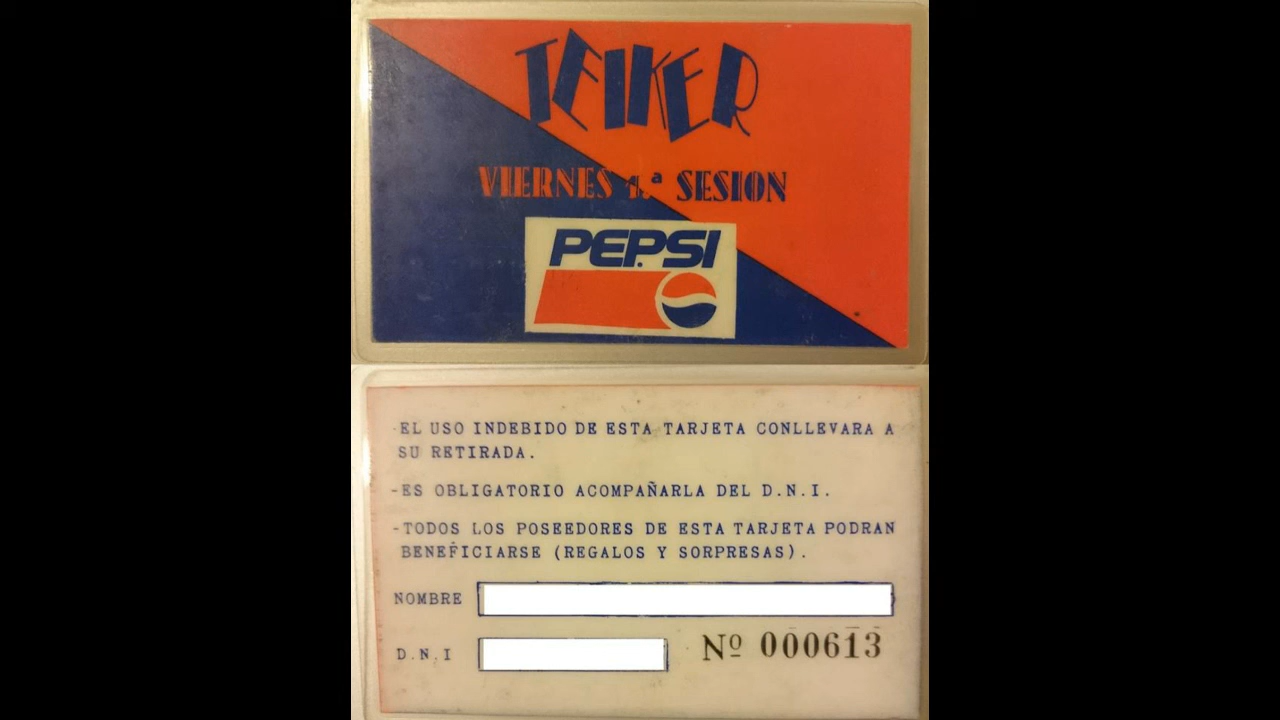 TEIKER
VIERNES 1.ª SESION
PEPSI
-EL USO INDEBIDO DE ESTA TARJETA CONLLEVARA A
SU RETIRADA.
-ES OBLIGATORIO ACOMPAÑARLA DEL D.N.I.
-TODOS LOS POSEEDORES DE ESTA TARJETA PODRAN
BENEFICIARSE (REGALOS Y SORPRESAS).
NOMBRE
D.N.I Nº 000613